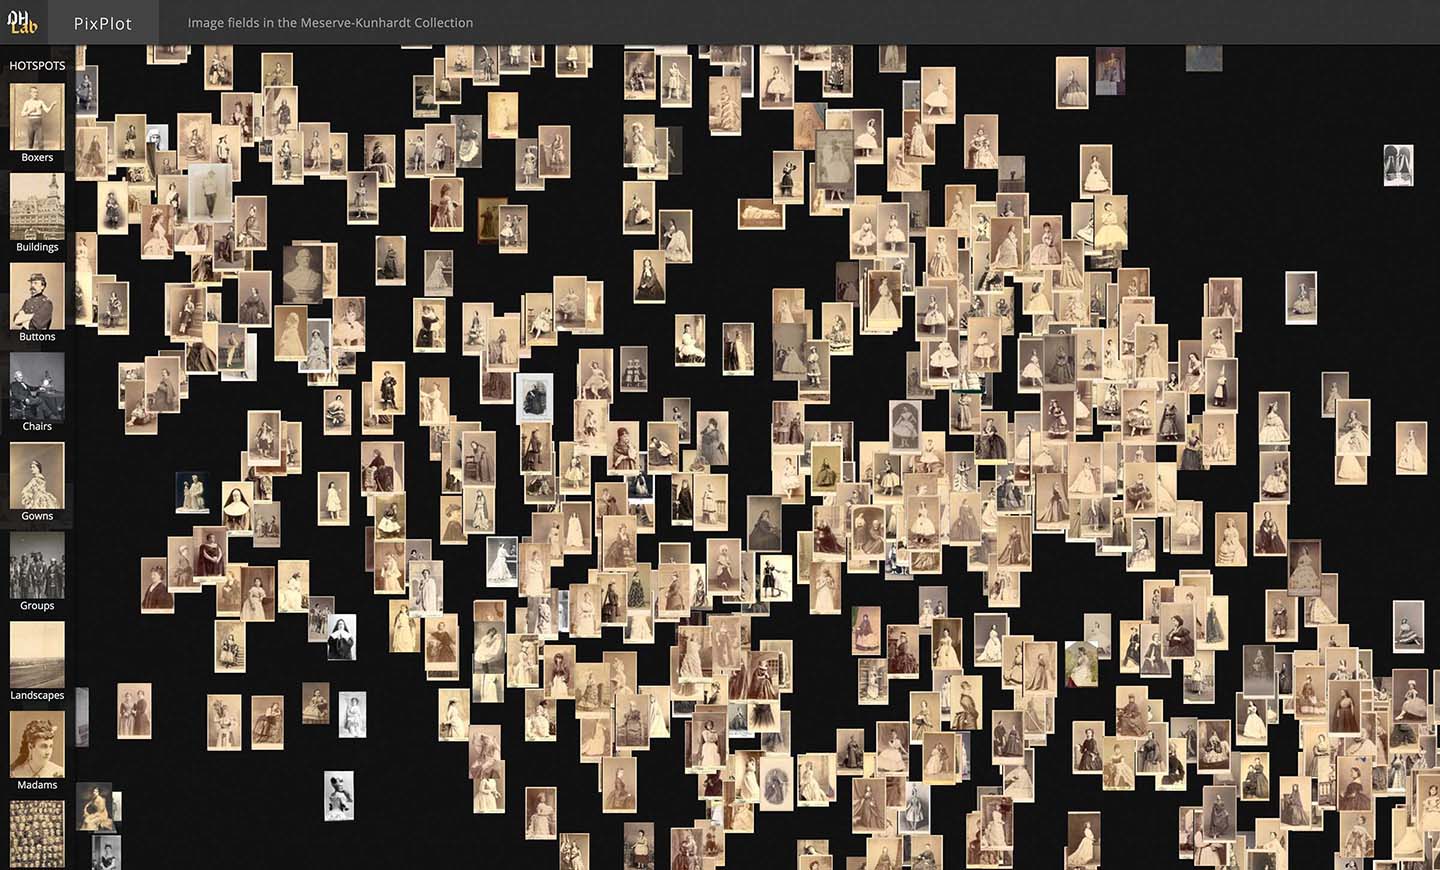 DH
Lab
PixPlot
Image fields in the Meserve-Kunhardt Collection
HOTSPOTS
Boxers
Buildings
Buttons
Chairs
Gowns
Groups
Landscapes
Madams